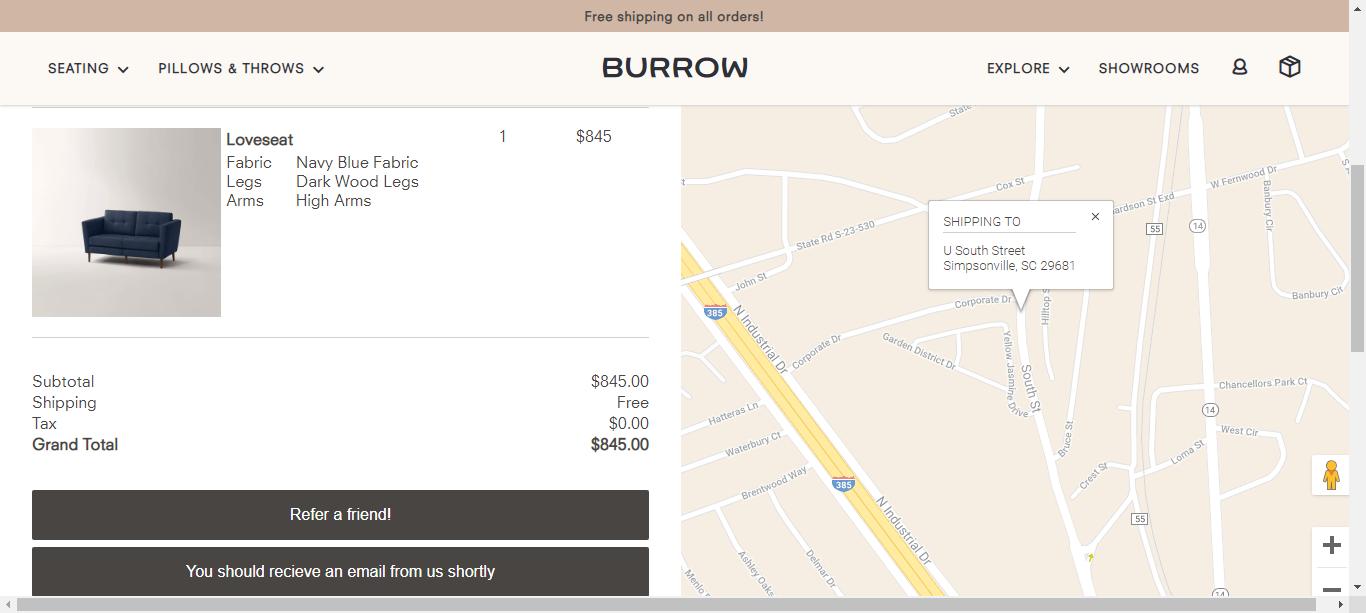 Free shipping on all orders!
SEATING
PILLOWS & THROWS
BURROW
EXPLORE
SHOWROOMS
Loveseat
1
$845
Fabric Navy Blue Fabric
Legs Dark Wood Legs
Arms High Arms
Subtotal $845.00
Shipping Free
Tax $0.00
Grand Total $845.00
Refer a friend!
You should recieve an email from us shortly
SHIPPING TO
U South Street
Simpsonville, SC 29681
State
Cox St
W Fernwood Dr
ardson St Exd
Banbury Cir
55
14
State Rd S-23-530
John St
Banbury Cir
Corporate Dr
Hilltop S
385
N Industrial Dr
Corporate Dr
Garden District Dr
Yellow Jasmine Drive
South St
Chancellors Park Ct
14
Hatteras Ln
West Cir
Bruce St
Waterbury Ct
Loma St
Crest St
Brentwood Way
385
N Industrial Dr
55
Ashley Oaks
Delmar Dr
Menlo
14